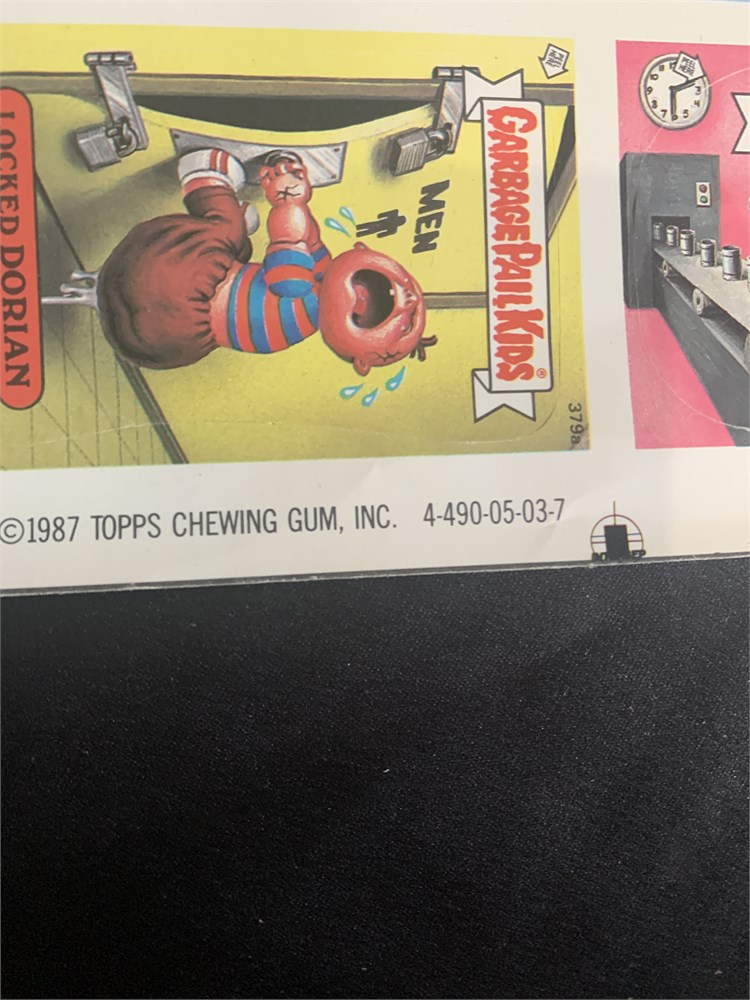 GARBAGE PAIL KIDS®
379a
MEN
LOCKED DORIAN
©1987 TOPPS CHEWING GUM, INC. 4-490-05-03-7